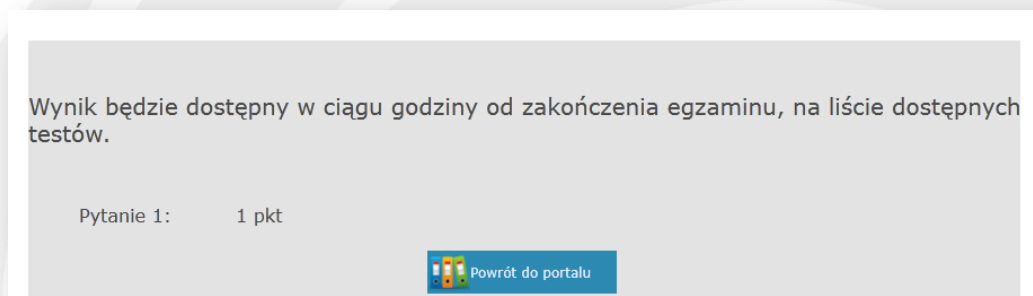 Wynik będzie dostępny w ciągu godziny od zakończenia egzaminu, na liście dostępnych
testów.
Pytanie 1: 1 pkt
Powrót do portalu